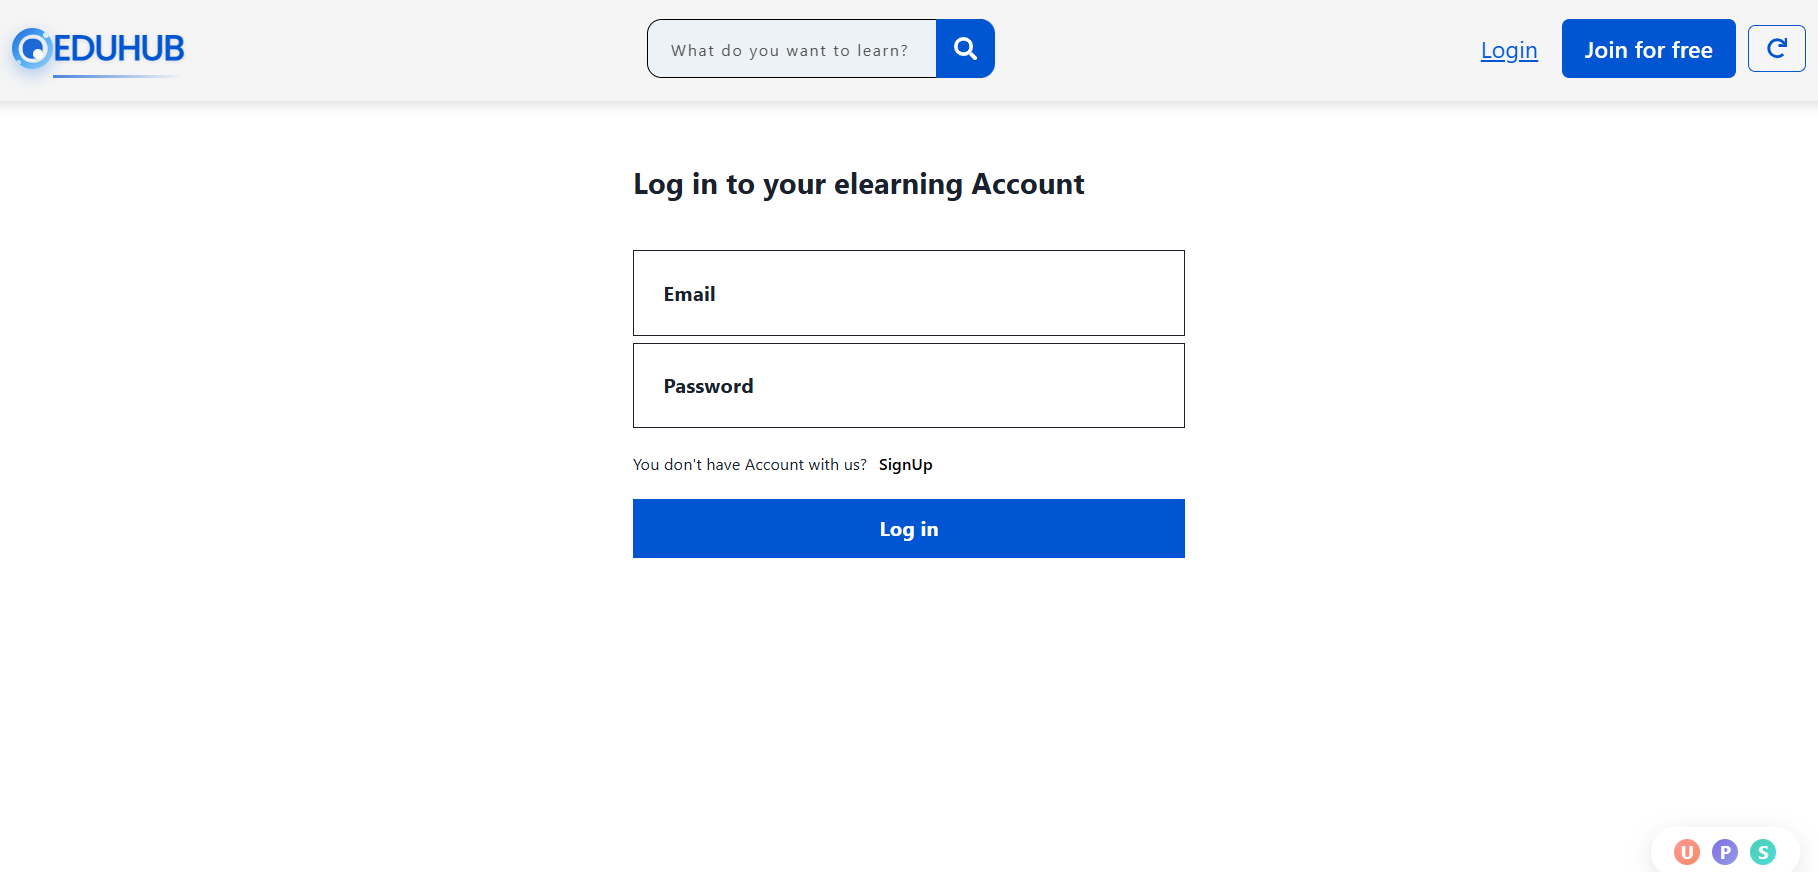 EDUHUB
What do you want to learn?
Login
Join for free
Log in to your elearning Account
Email
Password
You don't have Account with us? SignUp
Log in
U P S